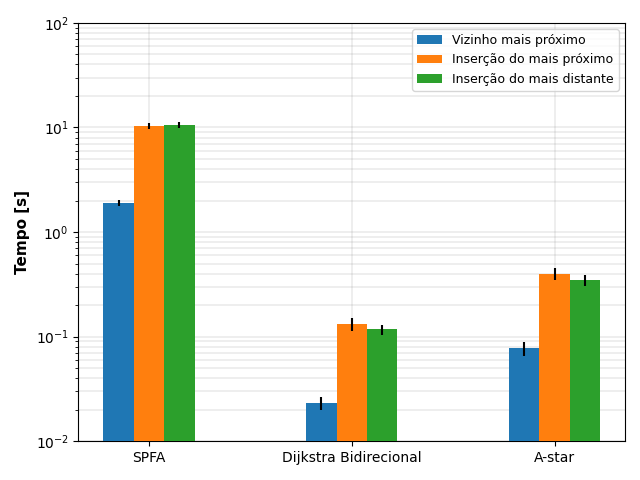 10²
10¹
10⁰
10⁻¹
10⁻²
Tempo [s]
Vizinho mais próximo
Inserção do mais próximo
Inserção do mais distante
SPFA
Dijkstra Bidirecional
A-star